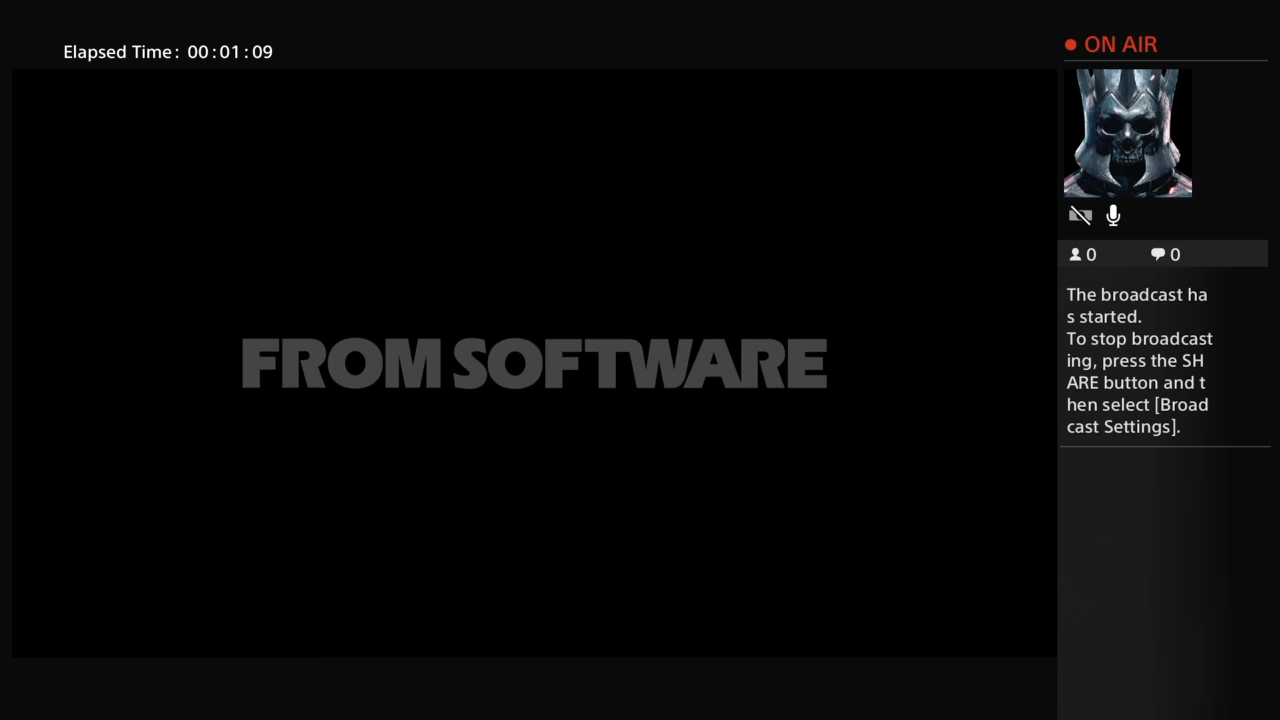 Elapsed Time: 00:01:09
ON AIR
FROM SOFTWARE
0 0
The broadcast ha
s started.
To stop broadcast
ing, press the SH
ARE button and t
hen select [Broad
cast Settings].